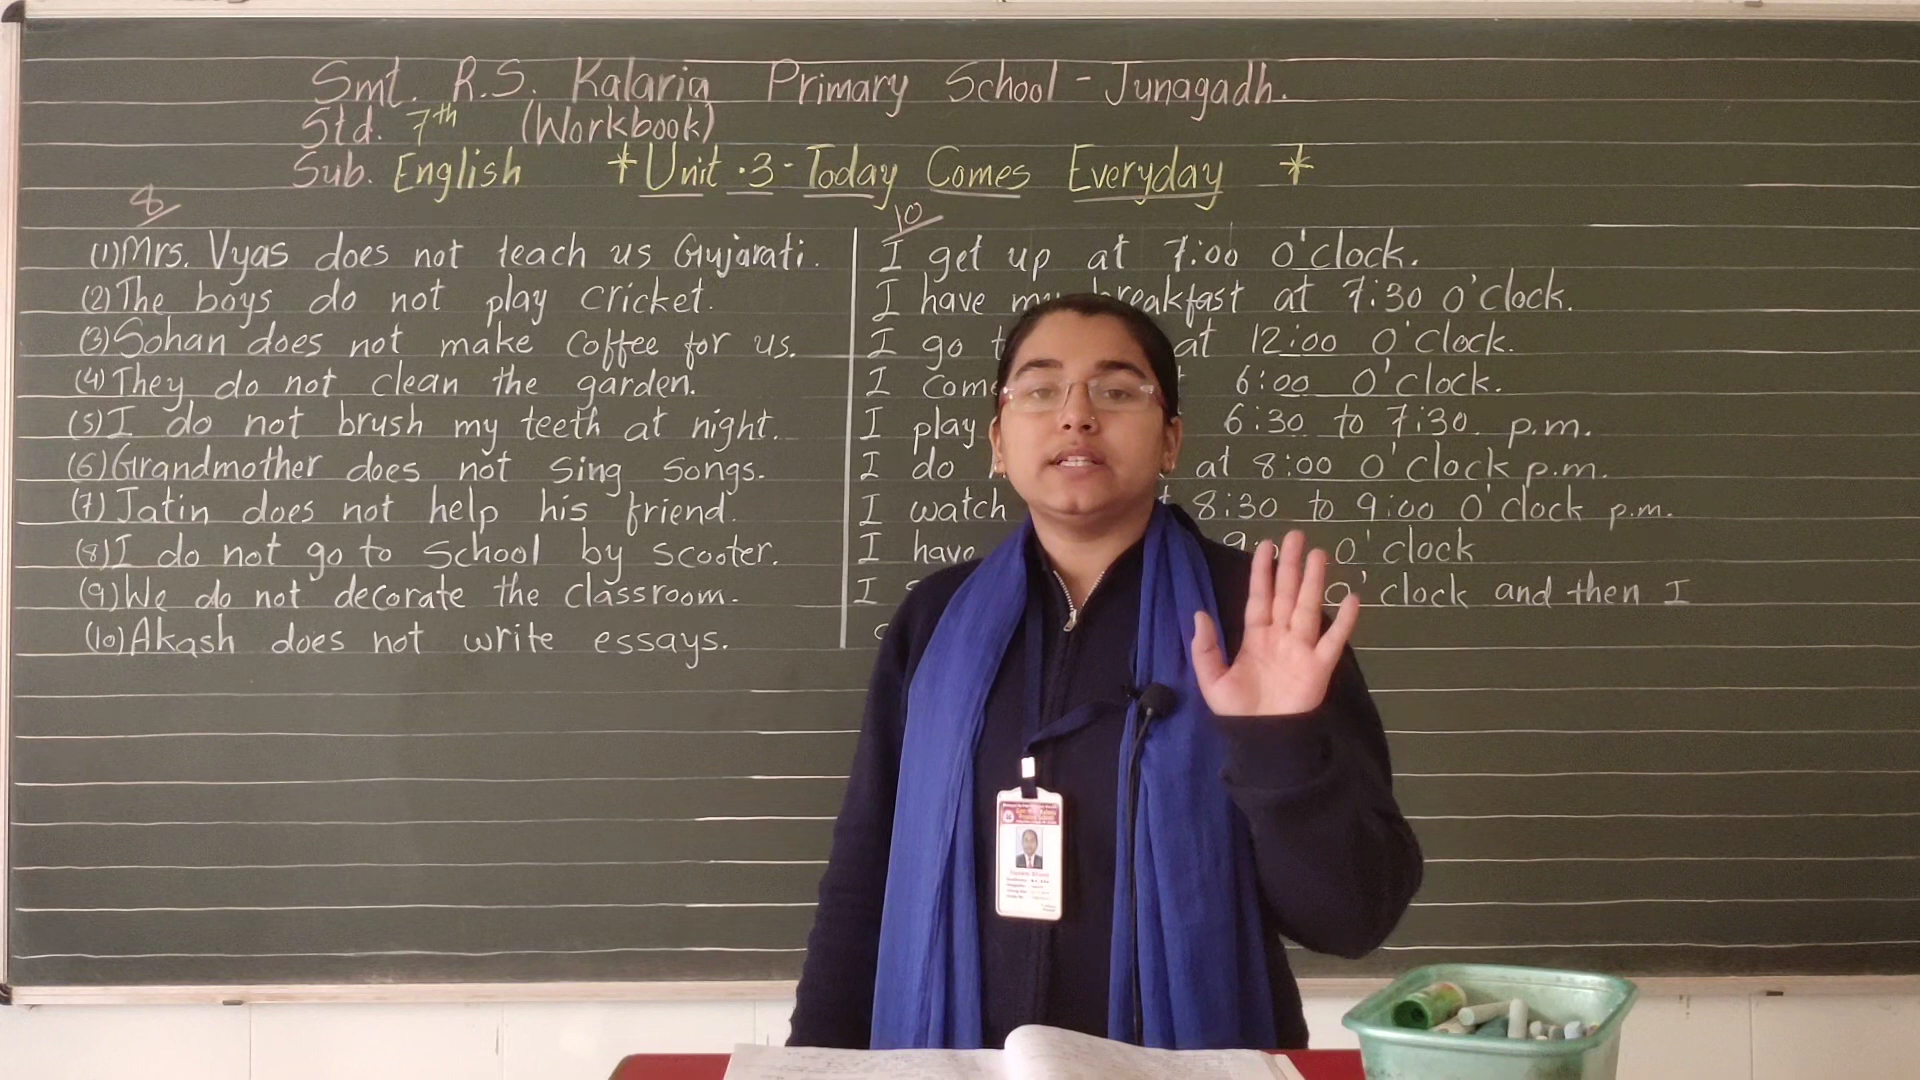 Smt. R.S. Kalaria Primary School - Junagadh.
Std. 7th (Workbook)
Sub. English * Unit.3 - Today Comes Everyday *
8
(1) Mrs. Vyas does not teach us Gujarati.
(2) The boys do not play cricket.
(3) Sohan does not make Coffee for us.
(4) They do not clean the garden.
(5) I do not brush my teeth at night.
(6) Grandmother does not sing songs.
(7) Jatin does not help his friend.
(8) I do not go to School by scooter.
(9) We do not decorate the classroom.
(10) Akash does not write essays.
10
I get up at 7:00 O'clock.
I have my breakfast at 7:30 O'clock.
I go at 12:00 O'clock.
I come 6:00 O'clock.
I play 6:30 to 7:30 p.m.
I do at 8:00 O'clock p.m.
I watch 8:30 to 9:00 O'clock p.m.
I have O'clock
I O'clock and then I